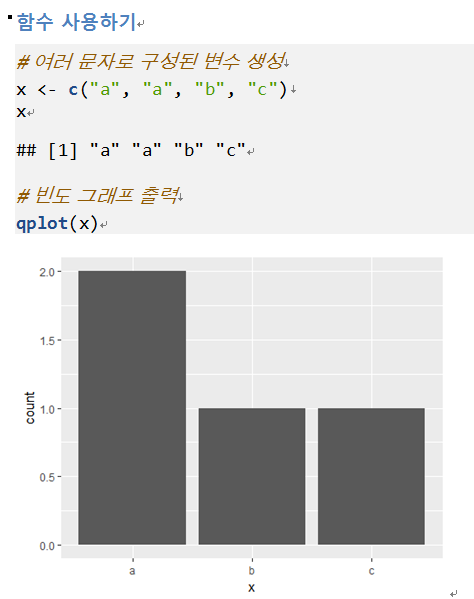 함수 사용하기
# 여러 문자로 구성된 변수 생성
x <- c("a", "a", "b", "c")
x
## [1] "a" "a" "b" "c"
# 빈도 그래프 출력
qplot(x)
2.0
1.5
1.0
0.5
0.0
count
a b c
x